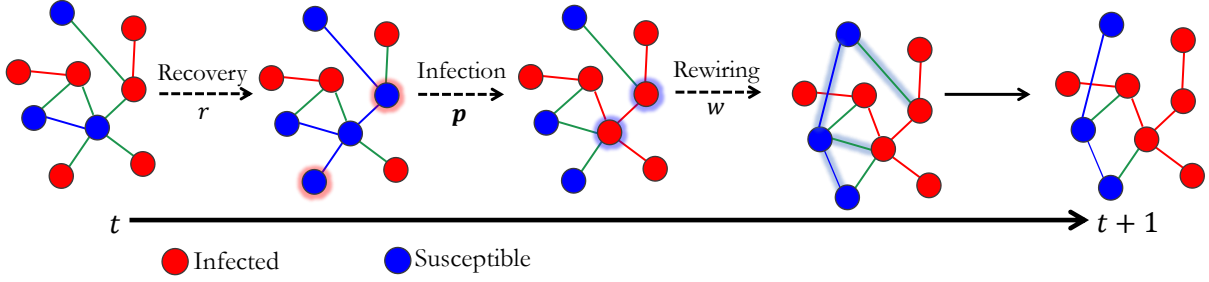 Recovery
r
Infection
p
Rewiring
w
t
t + 1
Infected
Susceptible